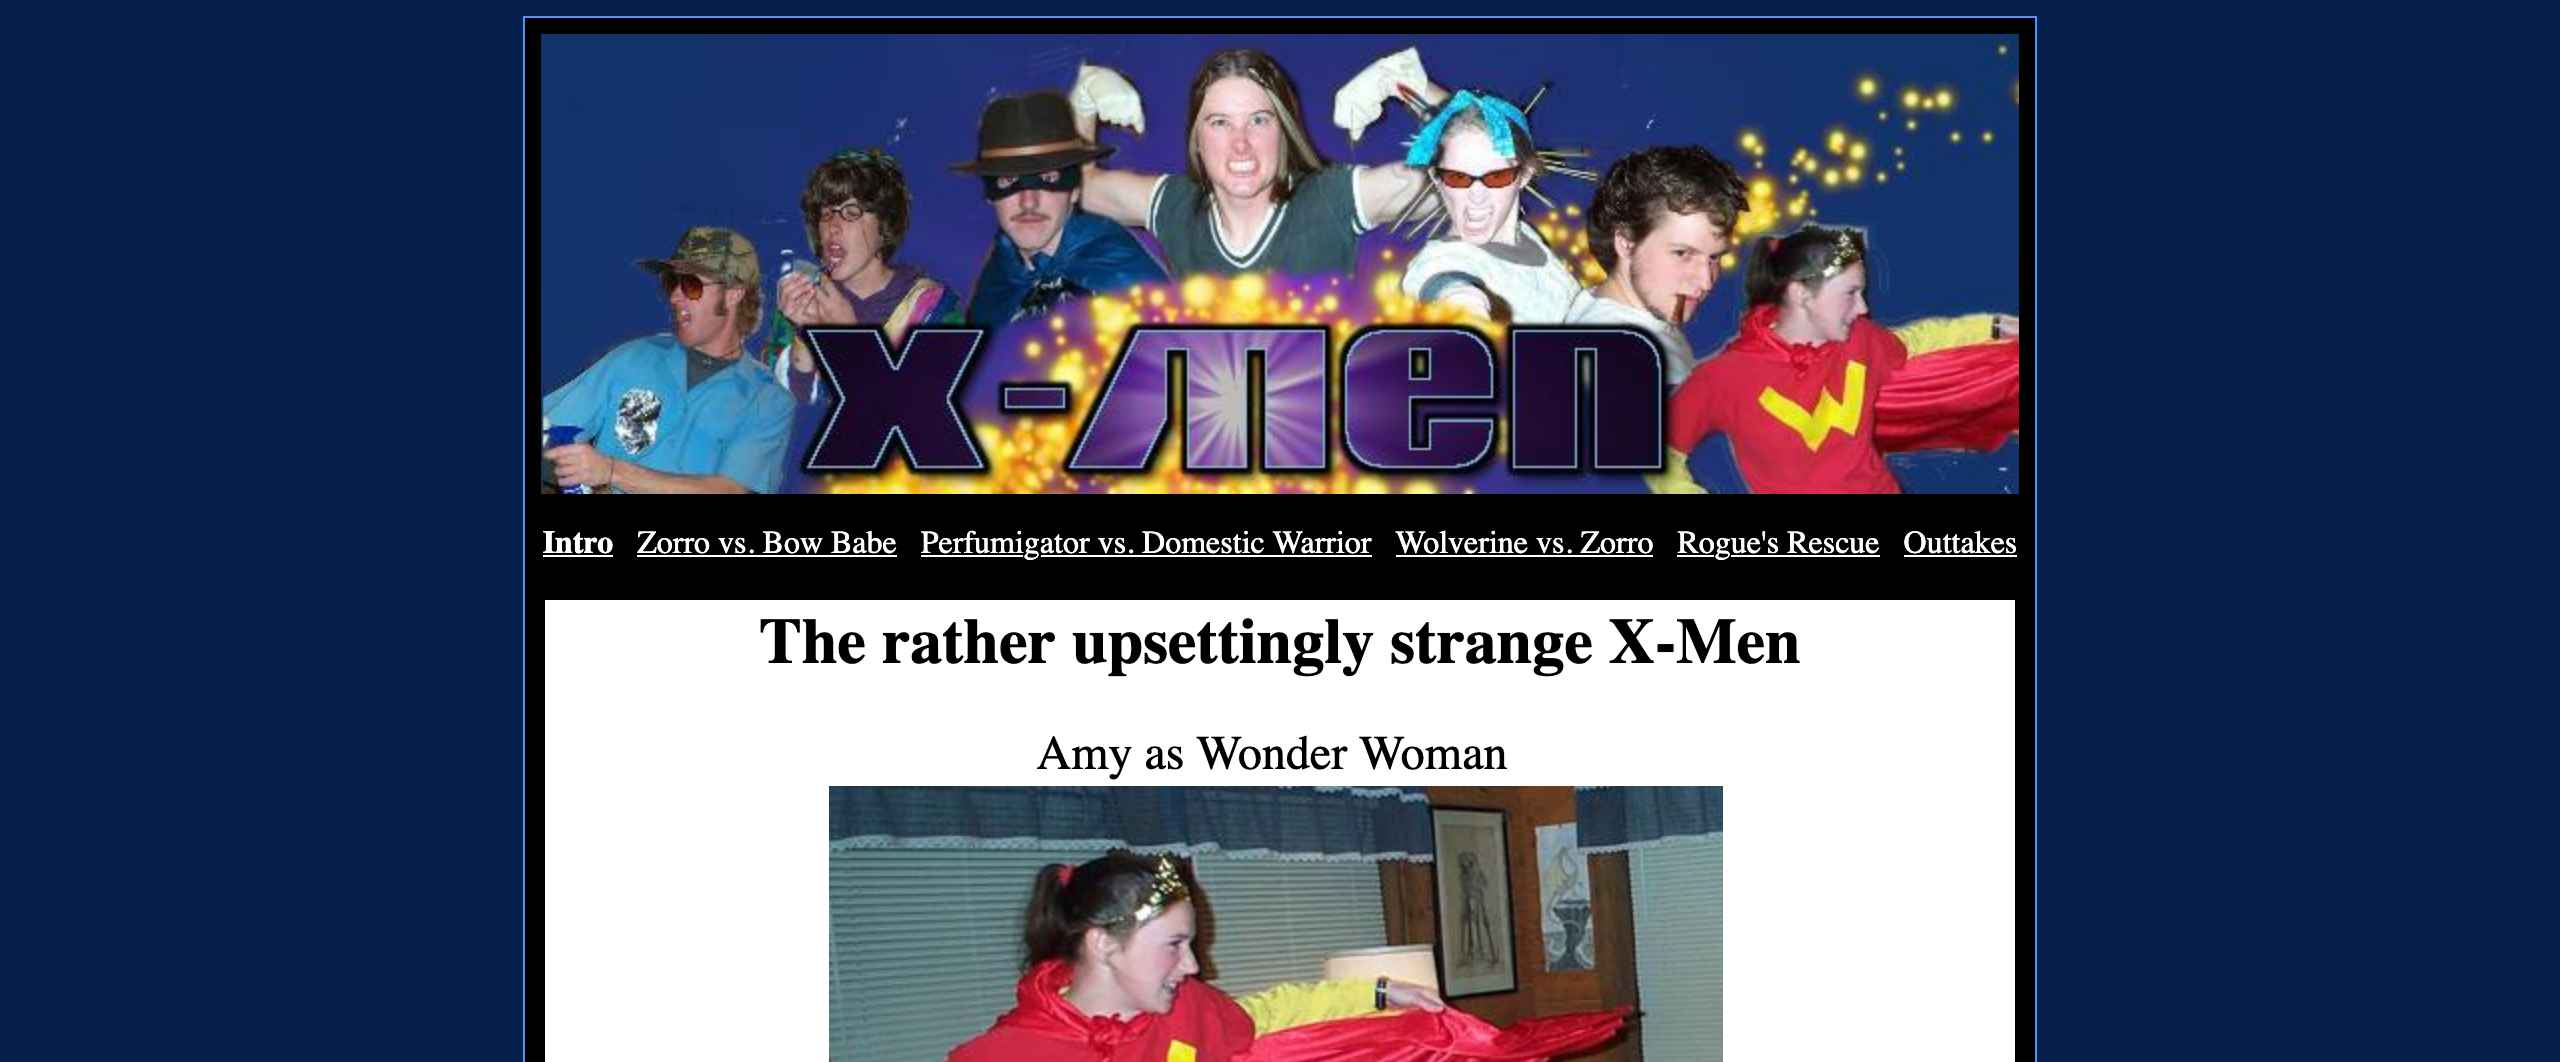 X-Men
Intro Zorro vs. Bow Babe Perfumigator vs. Domestic Warrior Wolverine vs. Zorro Rogue's Rescue Outtakes
The rather upsettingly strange X-Men
Amy as Wonder Woman
W